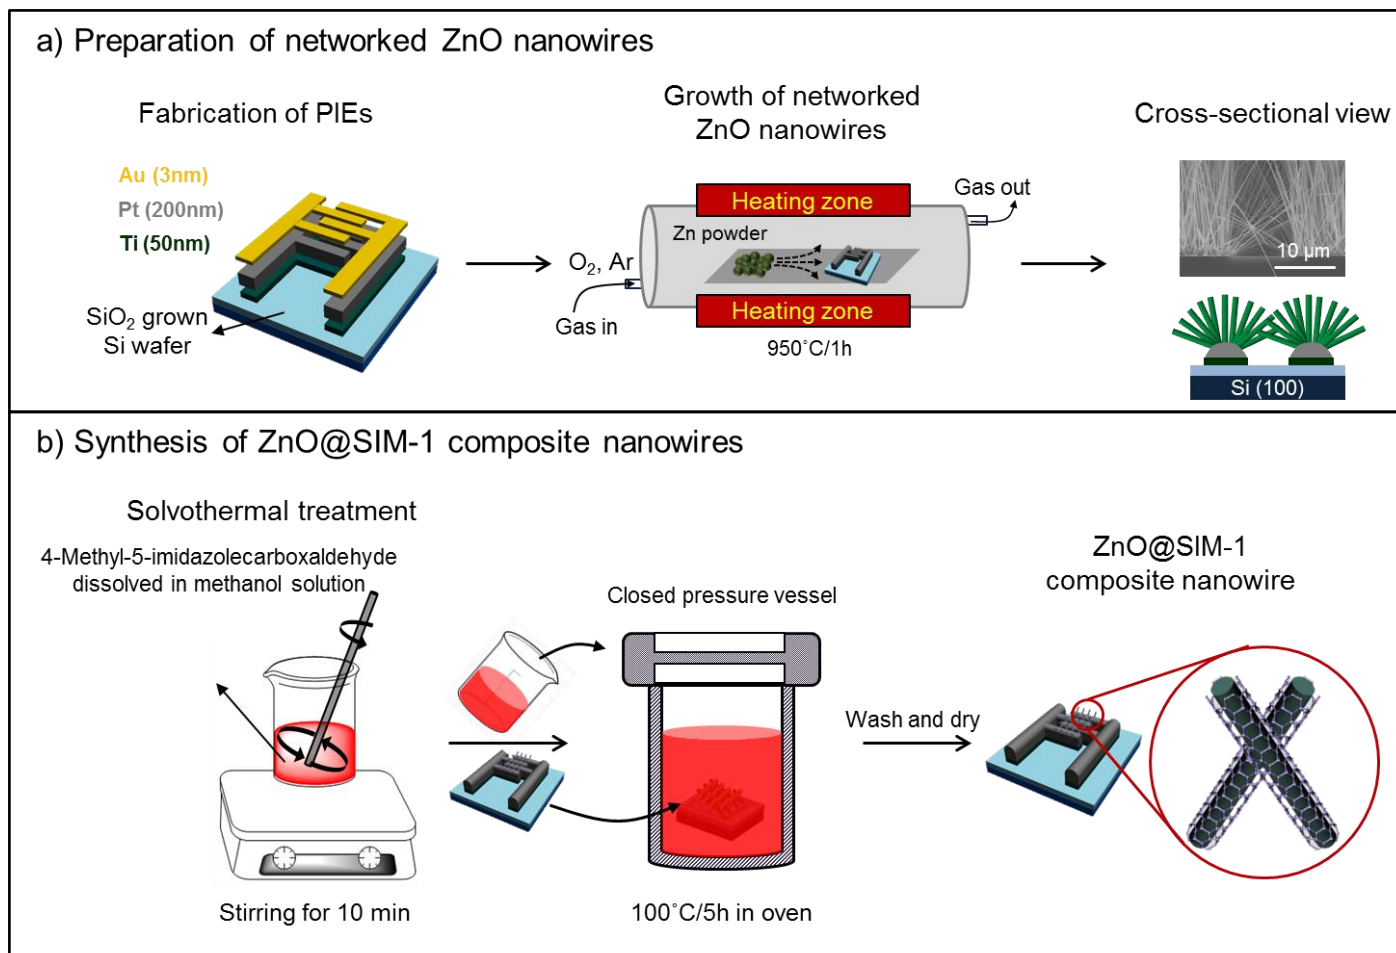 a) Preparation of networked ZnO nanowires
Fabrication of PIEs
Au (3nm)
Pt (200nm)
Ti (50nm)
SiO₂ grown
Si wafer
Growth of networked
ZnO nanowires
Heating zone
Gas out
Zn powder
O₂, Ar
Gas in
Heating zone
950˚C/1h
Cross-sectional view
10 µm
Si (100)
b) Synthesis of ZnO@SIM-1 composite nanowires
Solvothermal treatment
4-Methyl-5-imidazolecarboxaldehyde
dissolved in methanol solution
Stirring for 10 min
Closed pressure vessel
100˚C/5h in oven
Wash and dry
ZnO@SIM-1
composite nanowire